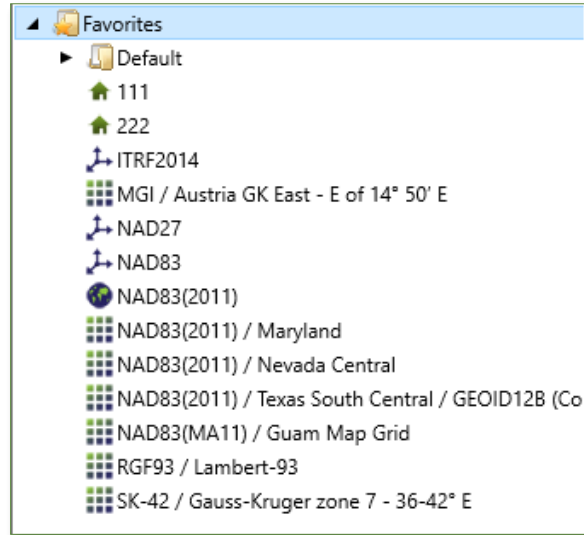 Favorites
Default
111
222
ITRF2014
MGI / Austria GK East - E of 14° 50' E
NAD27
NAD83
NAD83(2011)
NAD83(2011) / Maryland
NAD83(2011) / Nevada Central
NAD83(2011) / Texas South Central / GEOID12B (Co
NAD83(MA11) / Guam Map Grid
RGF93 / Lambert-93
SK-42 / Gauss-Kruger zone 7 - 36-42° E